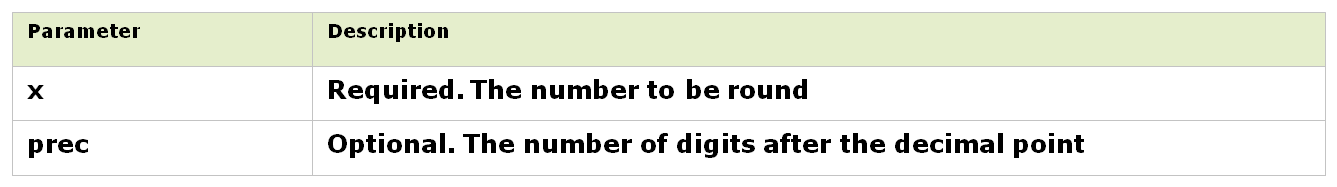 Parameter Description
x Required. The number to be round
prec Optional. The number of digits after the decimal point